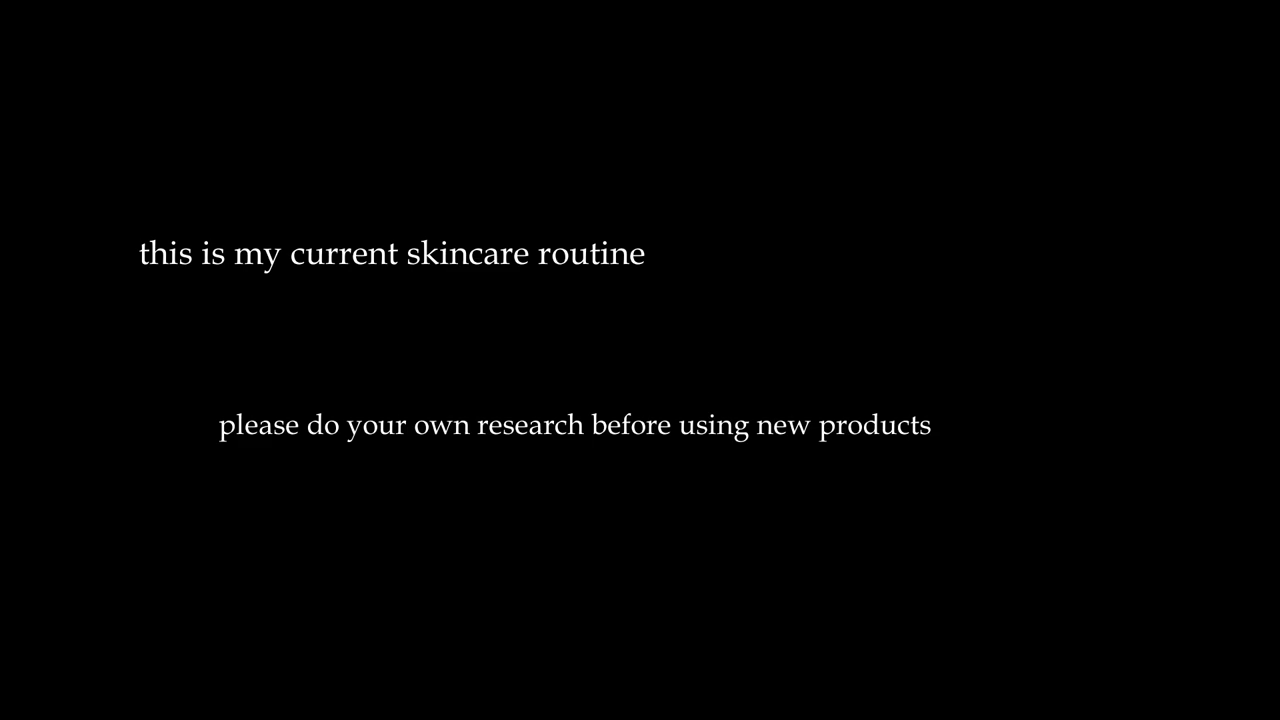 this is my current skincare routine
please do your own research before using new products